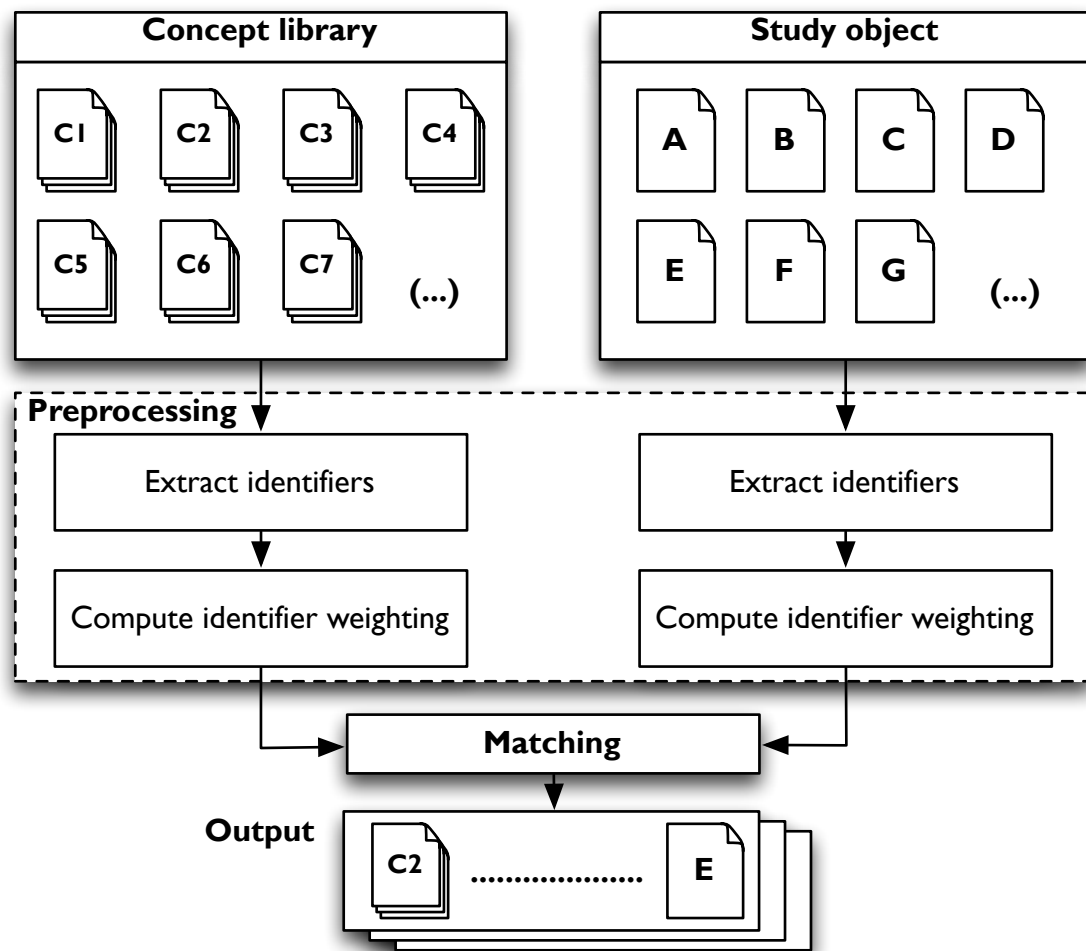 Concept library
Study object
C1 C2 C3 C4
A B C D
C5 C6 C7 (...)
E F G (...)
Preprocessing
Extract identifiers
Extract identifiers
Compute identifier weighting
Compute identifier weighting
Matching
Output
C2 ..................... E